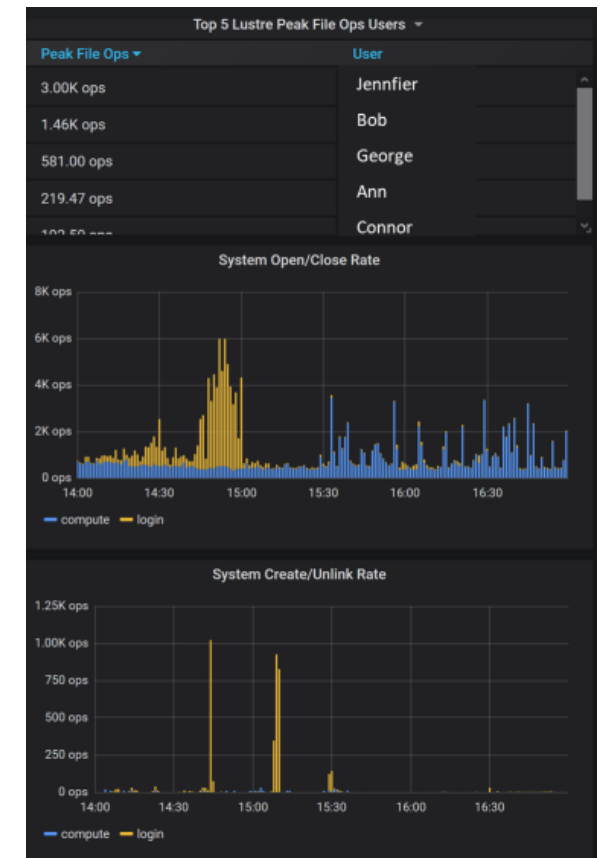 Top 5 Lustre Peak File Ops Users
Peak File Ops User
3.00K ops Jennfier
1.46K ops Bob
581.00 ops George
219.47 ops Ann
Connor
System Open/Close Rate
8K ops
6K ops
4K ops
2K ops
0 ops
14:00 14:30 15:00 15:30 16:00 16:30
compute login
System Create/Unlink Rate
1.25K ops
1.00K ops
750 ops
500 ops
250 ops
0 ops
14:00 14:30 15:00 15:30 16:00 16:30
compute login